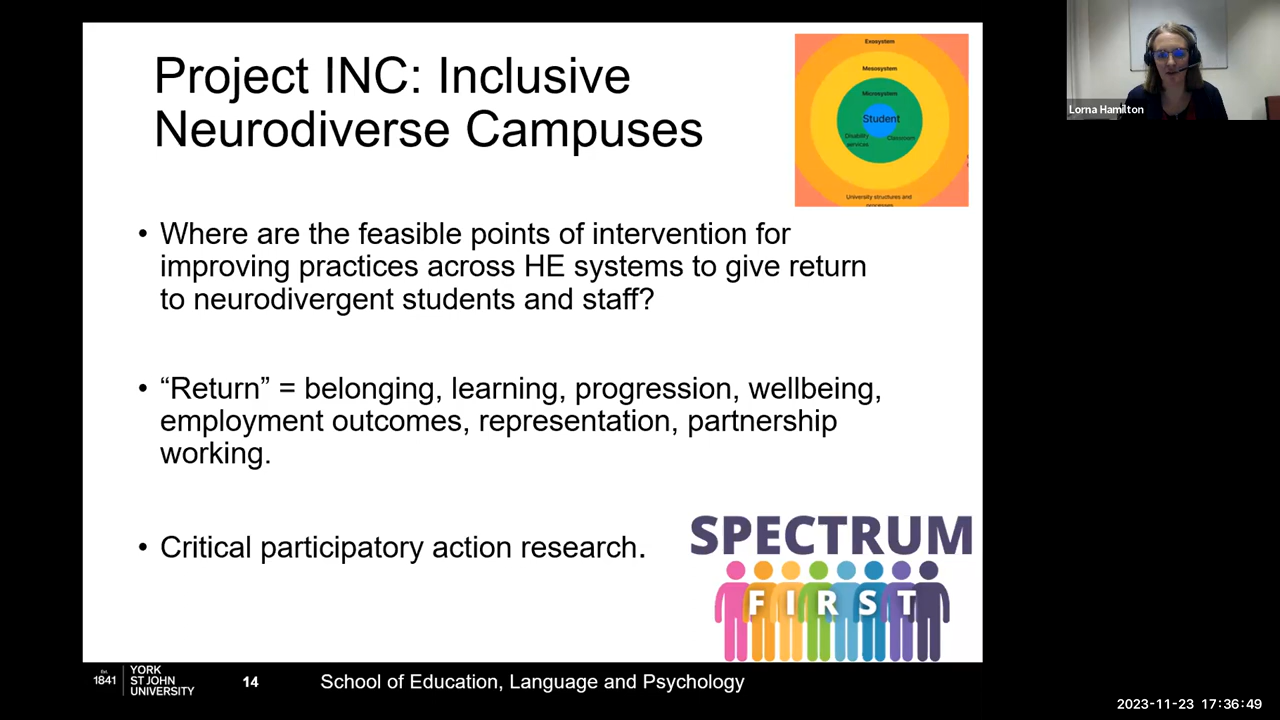 Project INC: Inclusive
Neurodiverse Campuses
Exosystem
Mesosystem
Microsystem
Student
Disability
services
Classroom
University structures and
processes
• Where are the feasible points of intervention for
improving practices across HE systems to give return
to neurodivergent students and staff?
• “Return” = belonging, learning, progression, wellbeing,
employment outcomes, representation, partnership
working.
• Critical participatory action research.
SPECTRUM
FIRST
Est.
1841
YORK
ST JOHN
UNIVERSITY
14
School of Education, Language and Psychology
Lorna Hamilton
2023-11-23 17:36:49